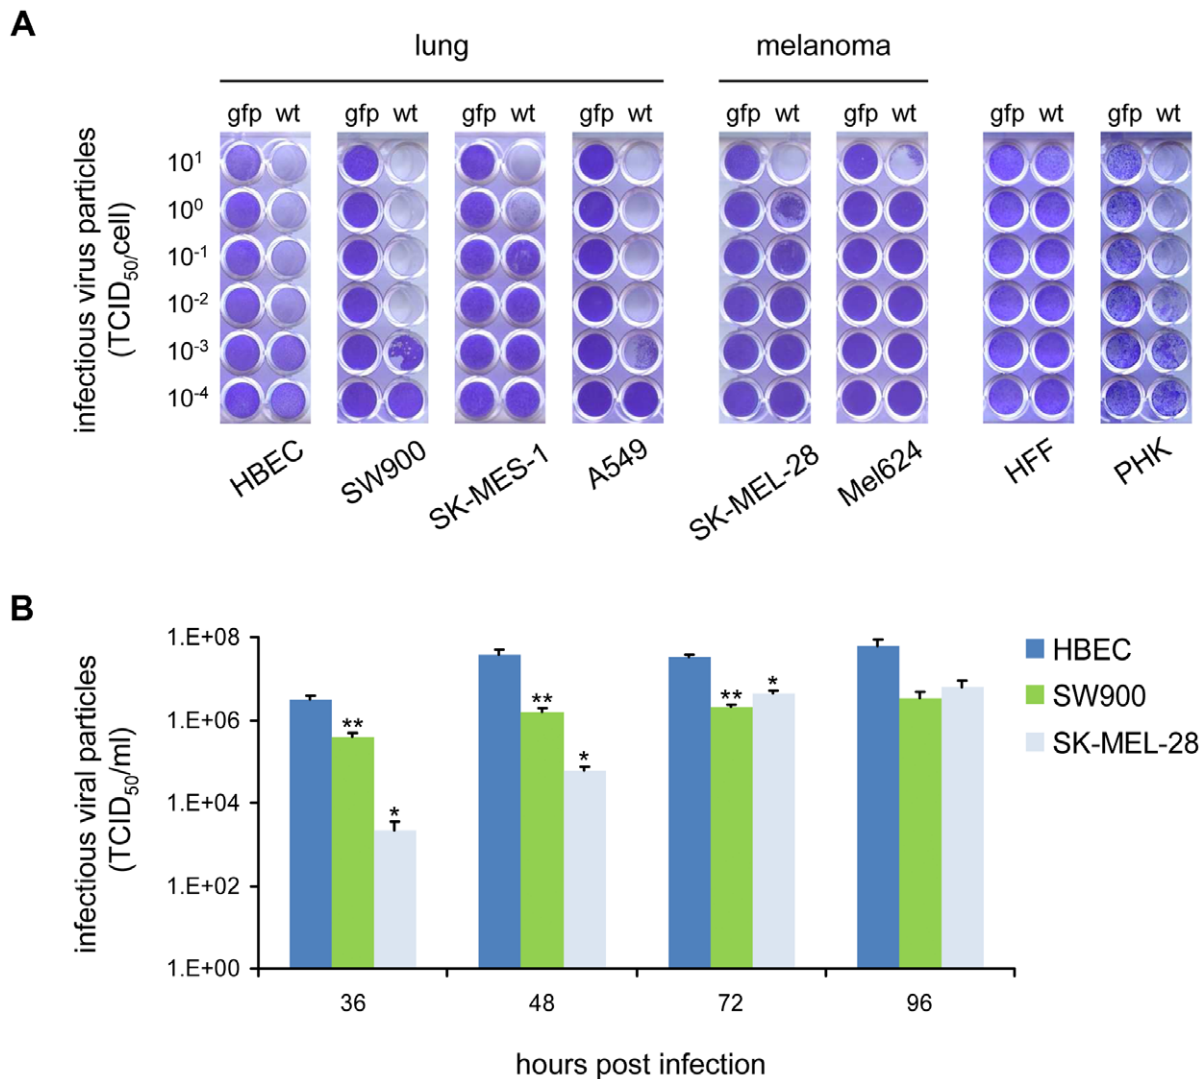 A
lung melanoma
gfp wt gfp wt gfp wt gfp wt gfp wt gfp wt gfp wt gfp wt
infectious virus particles
(TCID50/cell)
10¹
10⁰
10⁻¹
10⁻²
10⁻³
10⁻⁴
HBEC SW900 SK-MES-1 A549 SK-MEL-28 Mel624 HFF PHK
B
infectious viral particles
(TCID50/ml)
1.E+08
1.E+06
1.E+04
1.E+02
1.E+00
** * ** * ** *
HBEC
SW900
SK-MEL-28
36 48 72 96
hours post infection